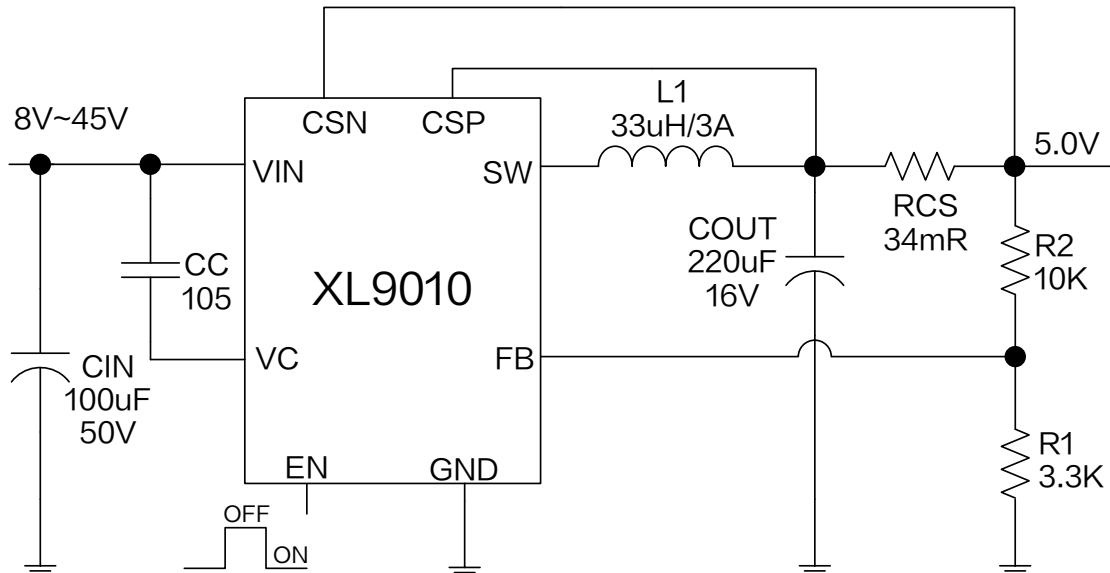 8V~45V
CSN
CSP
L1
33uH/3A
5.0V
VIN
SW
RCS
34mR
CC
105
XL9010
COUT
220uF
16V
R2
10K
VC
FB
CIN
100uF
50V
R1
3.3K
EN
GND
OFF
ON